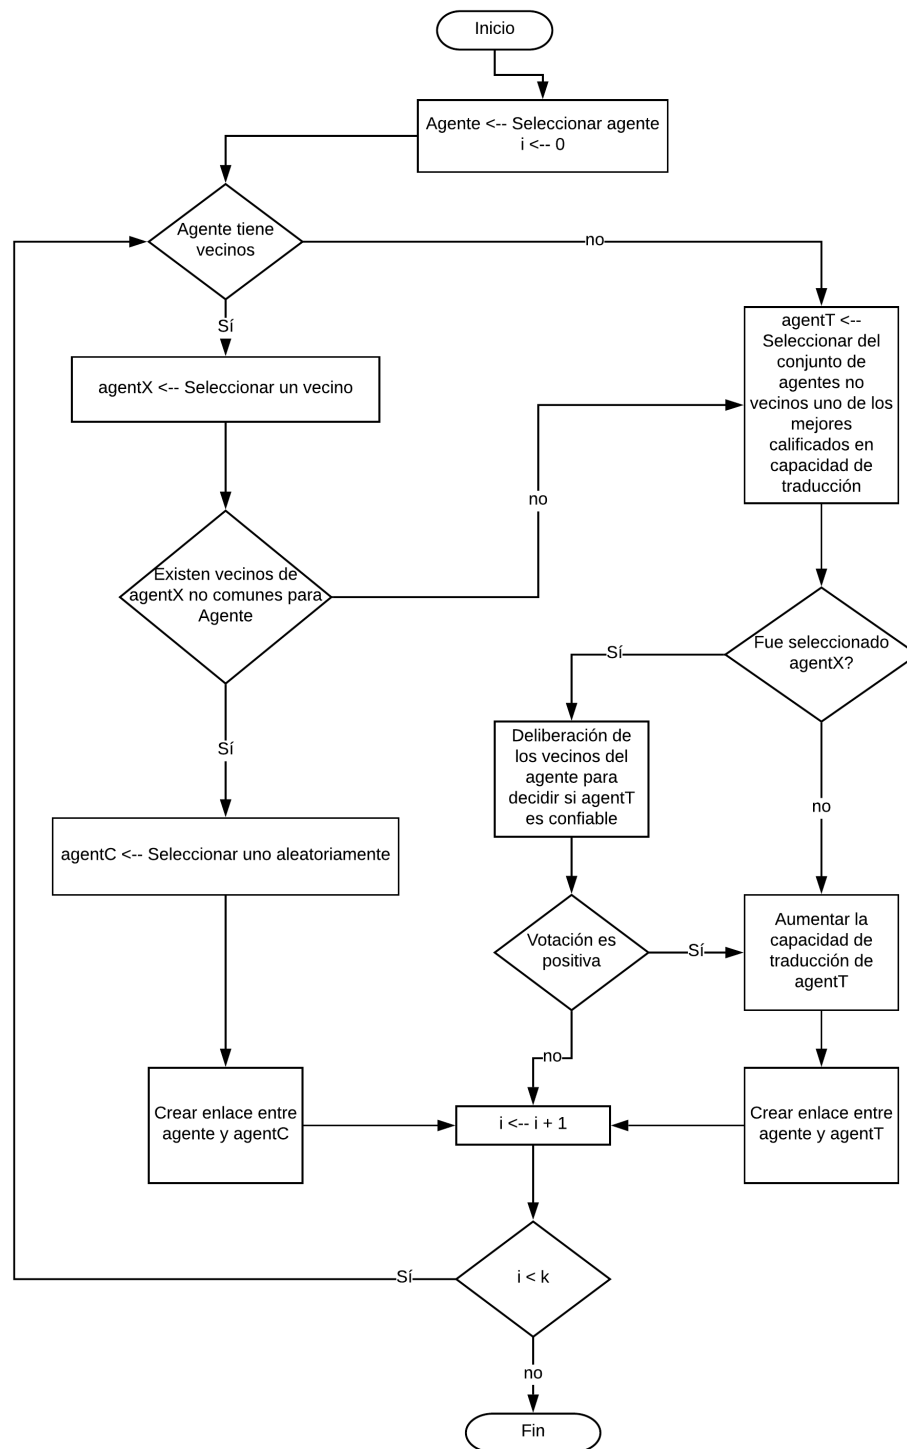 Inicio
Agente <-- Seleccionar agente
i <-- 0
Agente tiene
vecinos
no
Sí
agentX <-- Seleccionar un vecino
agentT <--
Seleccionar del
conjunto de
agentes no
vecinos uno de los
mejores
calificados en
capacidad de
traducción
no
Existen vecinos de
agentX no comunes para
Agente
Fue seleccionado
agentX?
Sí
Sí
Deliberación de
los vecinos del
agente para
decidir si agentT
es confiable
no
agentC <-- Seleccionar uno aleatoriamente
Votación es
positiva
Sí
Aumentar la
capacidad de
traducción de
agentT
no
Crear enlace entre
agente y agentC
i <-- i + 1
Crear enlace entre
agente y agentT
Sí
i < k
no
Fin